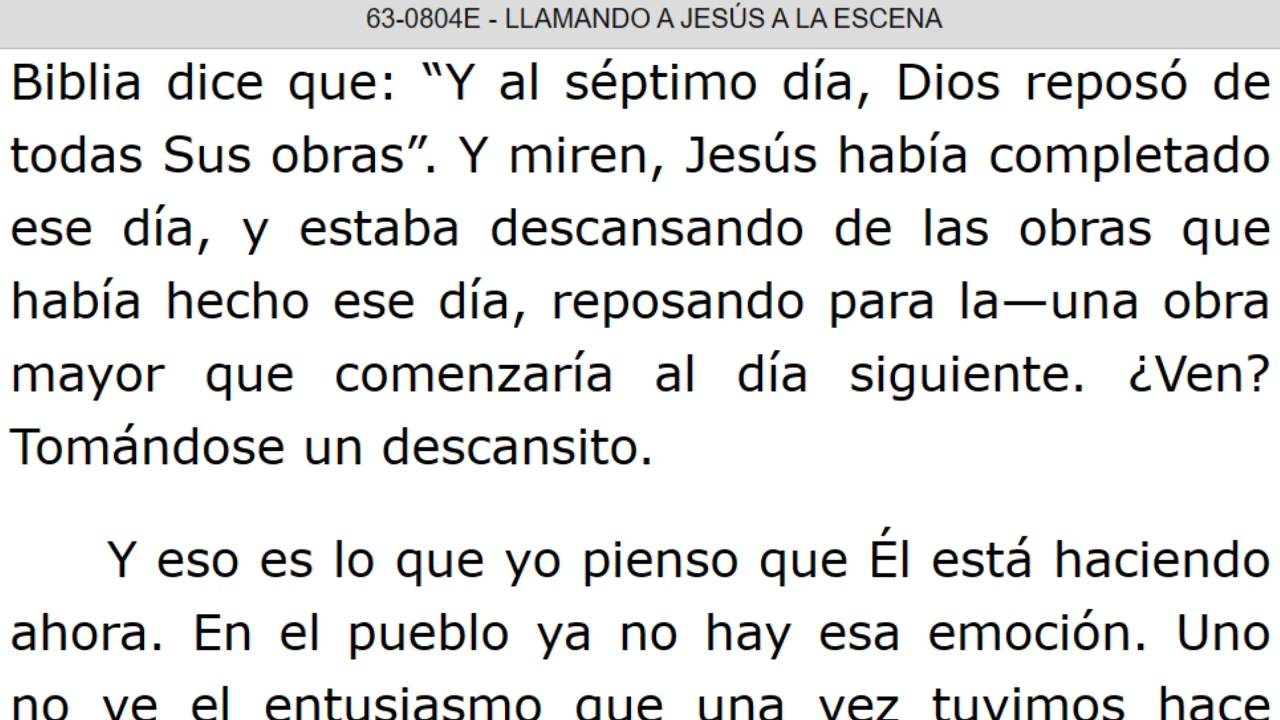 63-0804E - LLAMANDO A JESÚS A LA ESCENA
Biblia dice que: “Y al séptimo día, Dios reposó de
todas Sus obras”. Y miren, Jesús había completado
ese día, y estaba descansando de las obras que
había hecho ese día, reposando para la—una obra
mayor que comenzaría al día siguiente. ¿Ven?
Tomándose un descansito.
Y eso es lo que yo pienso que Él está haciendo
ahora. En el pueblo ya no hay esa emoción. Uno
no ve el entusiasmo que una vez tuvimos hace